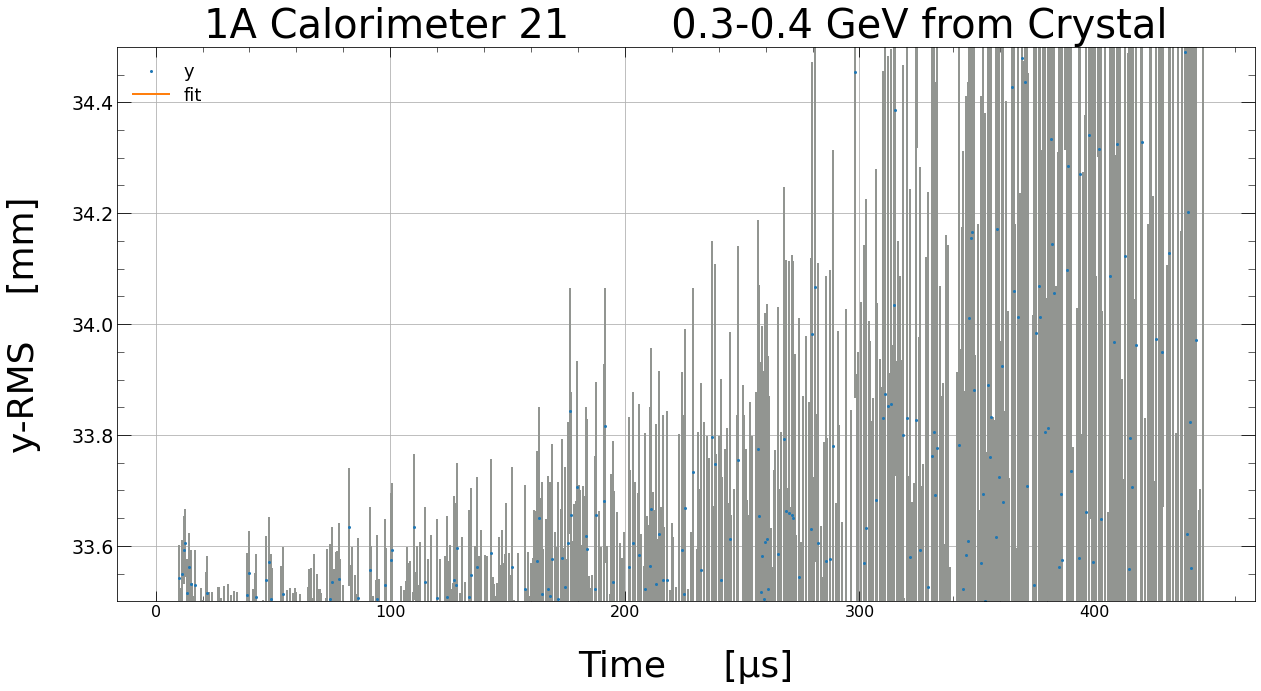 1A Calorimeter 21 0.3-0.4 GeV from Crystal
y
fit
34.4
34.2
34.0
33.8
33.6
y-RMS [mm]
0 100 200 300 400
Time [µs]